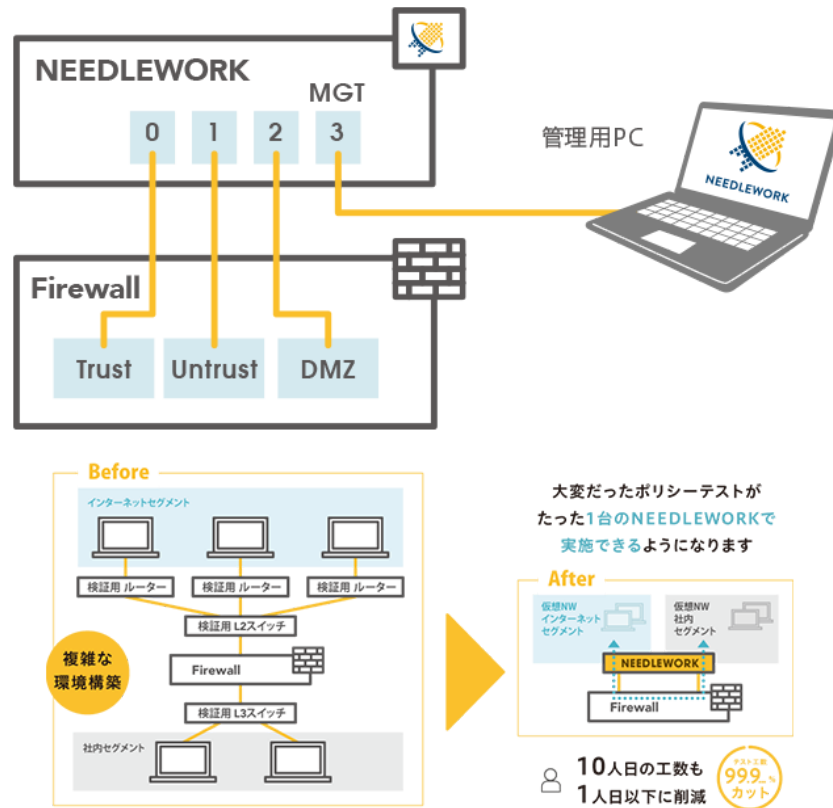 NEEDLEWORK
MGT
0 1 2 3
管理用PC
NEEDLEWORK
Firewall
Trust Untrust DMZ
Before
インターネットセグメント
検証用 ルーター 検証用 ルーター 検証用 ルーター
検証用 L2スイッチ
複雑な
環境構築
Firewall
検証用 L3スイッチ
社内セグメント
大変だったポリシーテストが
たった1台のNEEDLEWORKで
実施できるようになります
After
仮想NW
インターネット
セグメント
仮想NW
社内
セグメント
NEEDLEWORK
Firewall
10人日の工数も
1人日以下に削減
テスト工数
99.9...%
カット